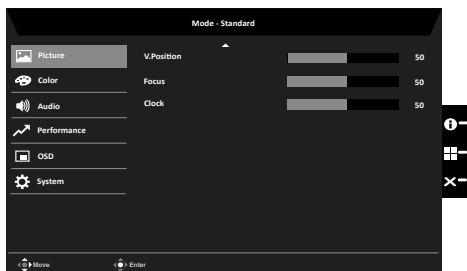 Mode - Standard
Picture
V.Position 50
Color
Focus 50
Audio
Clock 50
Performance
OSD
System
Move Enter